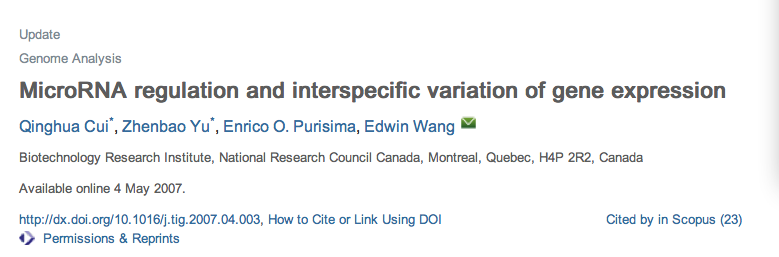 Update
Genome Analysis
MicroRNA regulation and interspecific variation of gene expression
Qinghua Cui*, Zhenbao Yu*, Enrico O. Purisima, Edwin Wang
Biotechnology Research Institute, National Research Council Canada, Montreal, Quebec, H4P 2R2, Canada
Available online 4 May 2007.
http://dx.doi.org/10.1016/j.tig.2007.04.003, How to Cite or Link Using DOI
Cited by in Scopus (23)
Permissions & Reprints